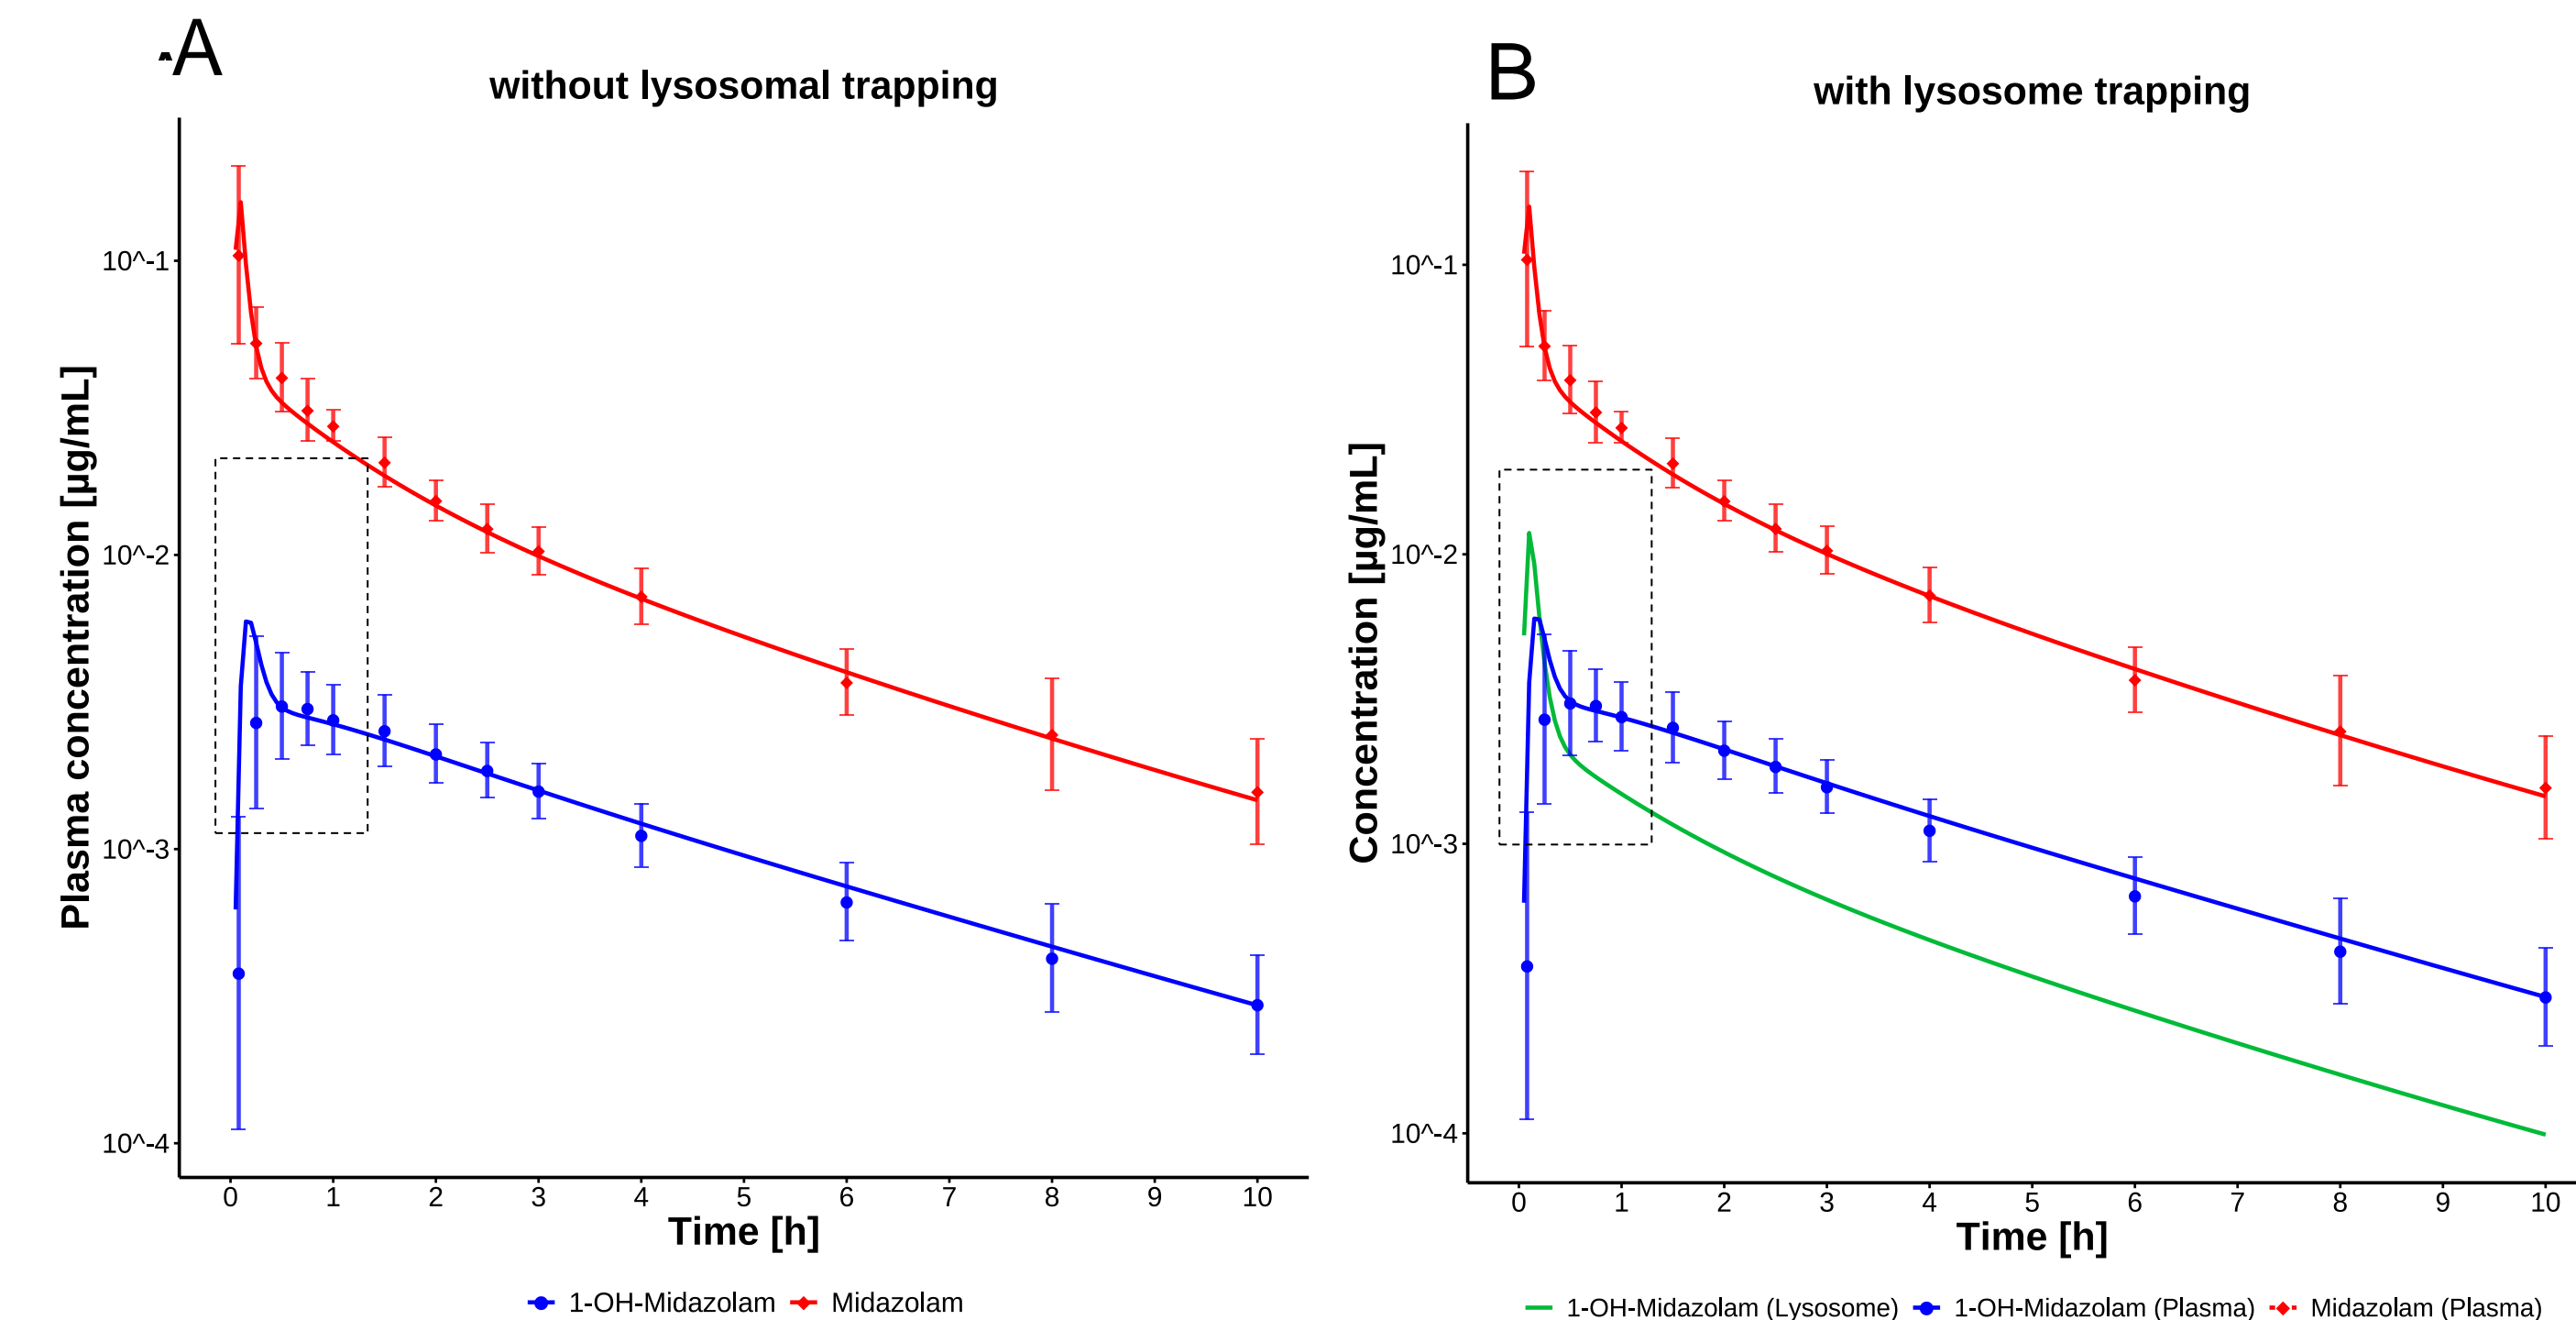 A
without lysosomal trapping
Plasma concentration [µg/mL]
10^-1
10^-2
10^-3
10^-4
0 1 2 3 4 5 6 7 8 9 10
Time [h]
1-OH-Midazolam Midazolam
B
with lysosome trapping
Concentration [µg/mL]
10^-1
10^-2
10^-3
10^-4
0 1 2 3 4 5 6 7 8 9 10
Time [h]
1-OH-Midazolam (Lysosome) 1-OH-Midazolam (Plasma) Midazolam (Plasma)